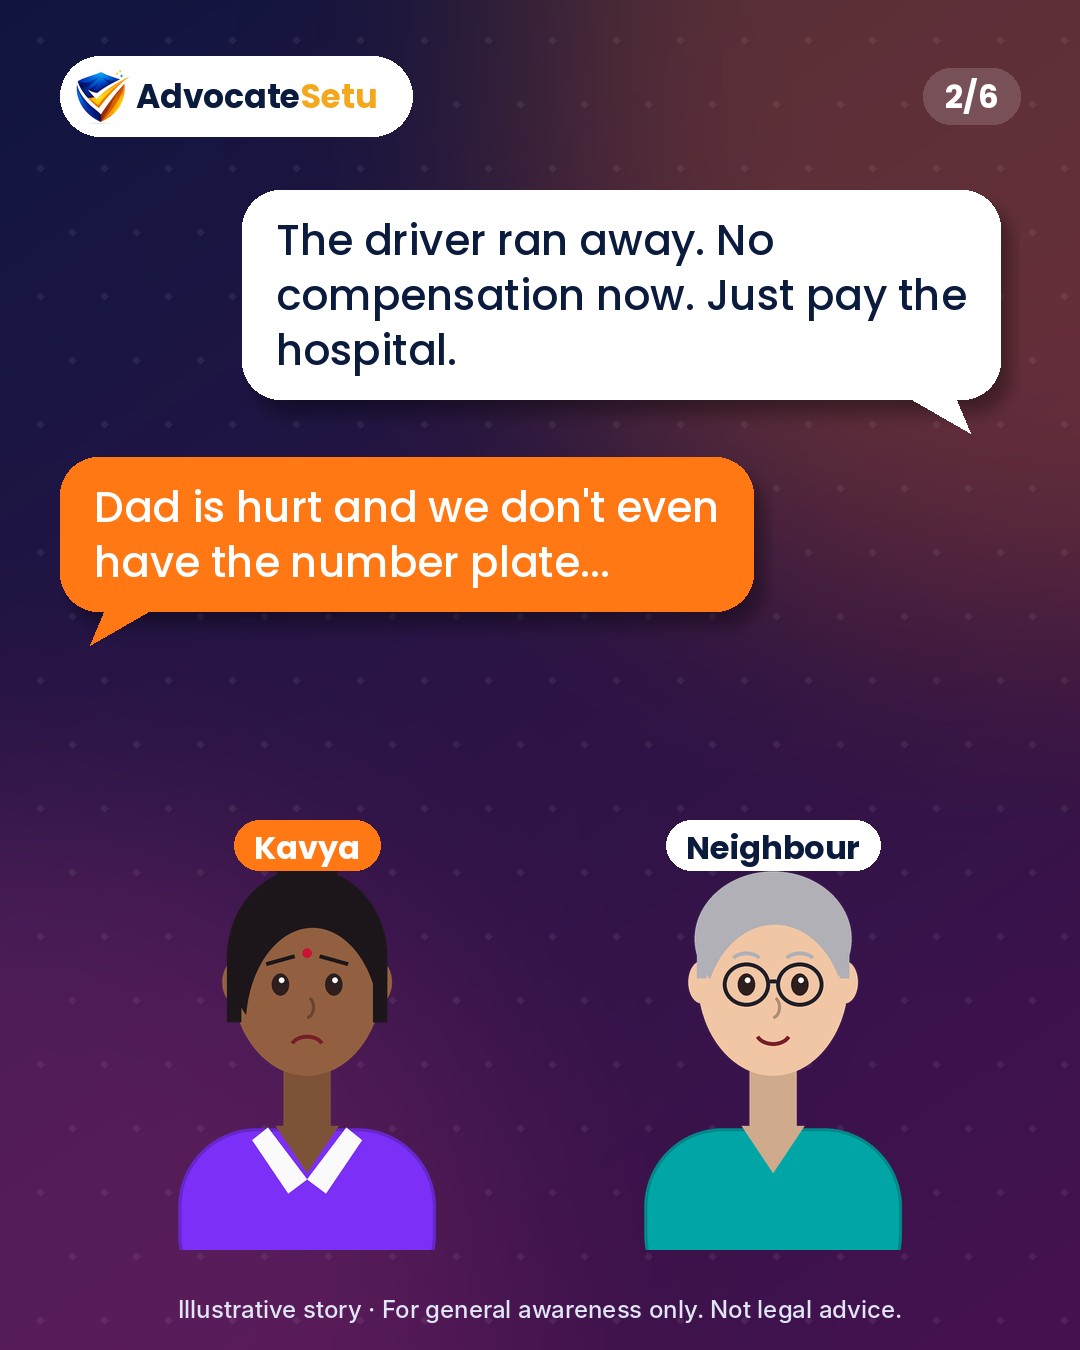 AdvocateSetu
2/6
The driver ran away. No
compensation now. Just pay the
hospital.
Dad is hurt and we don't even
have the number plate...
Kavya
Neighbour
Illustrative story · For general awareness only. Not legal advice.